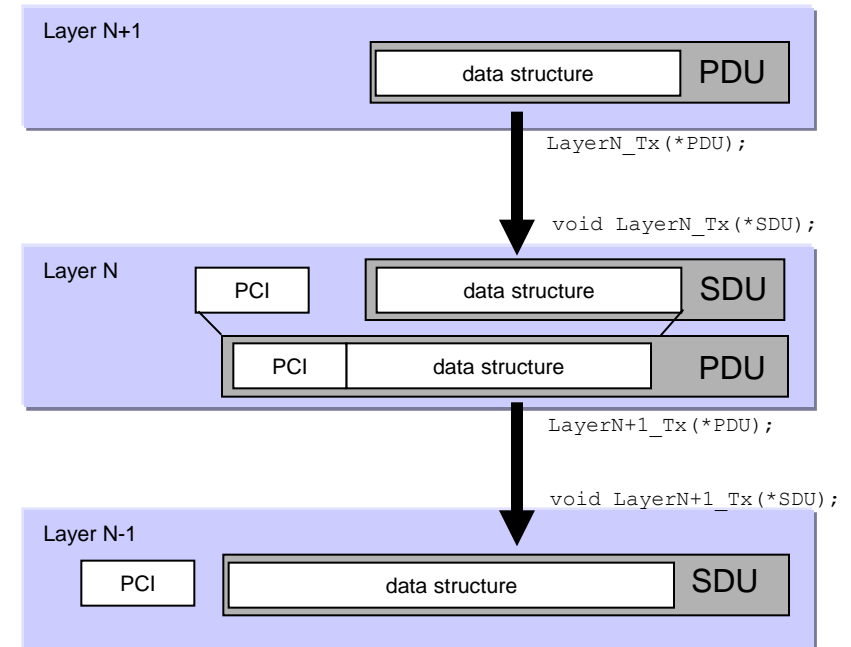 Layer N+1
data structure PDU
LayerN_Tx(*PDU);
void LayerN_Tx(*SDU);
Layer N
PCI data structure SDU
PCI data structure PDU
LayerN+1_Tx(*PDU);
void LayerN+1_Tx(*SDU);
Layer N-1
PCI data structure SDU